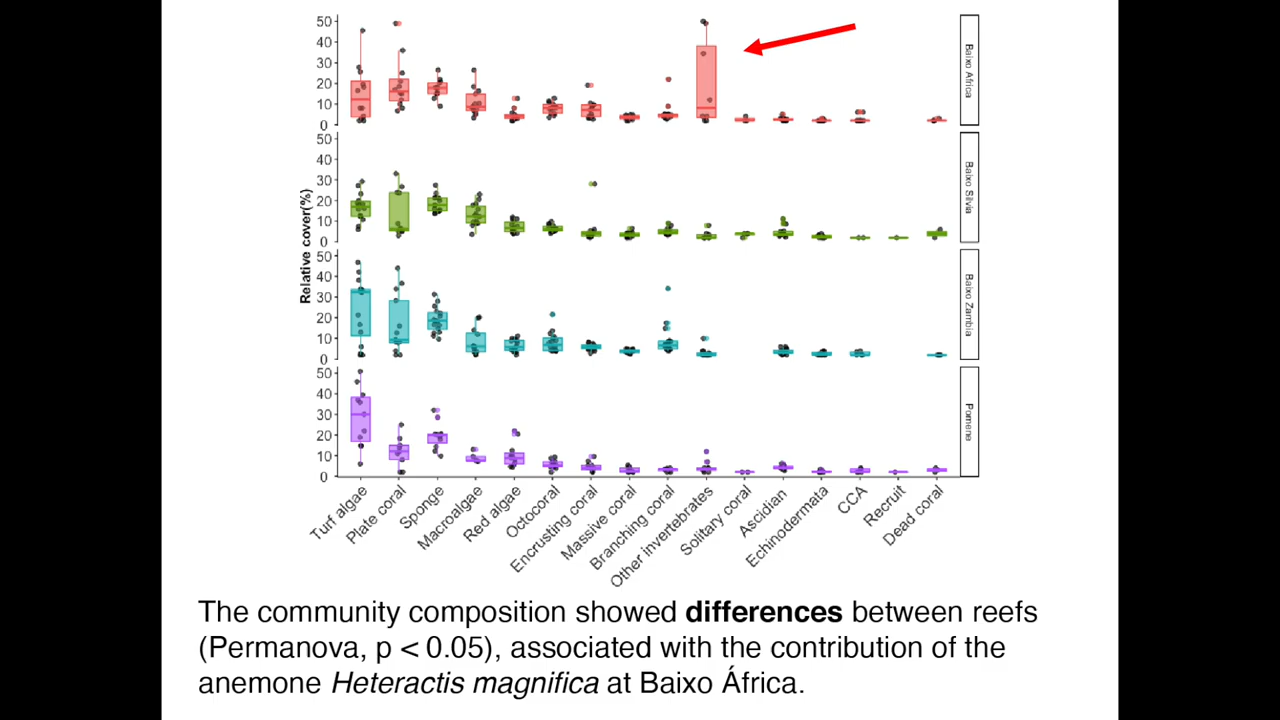 50
40
30
20
10
0
Baixo Africa
50
40
30
20
10
0
Baixo Silvia
50
40
30
20
10
0
Baixo Zambia
50
40
30
20
10
0
Pomene
Relative cover(%)
Turf algae
Plate coral
Sponge
Macroalgae
Red algae
Octocoral
Encrusting coral
Massive coral
Branching coral
Other invertebrates
Solitary coral
Ascidian
Echinodermata
CCA
Recruit
Dead coral
The community composition showed differences between reefs
(Permanova, p < 0.05), associated with the contribution of the
anemone Heteractis magnifica at Baixo África.